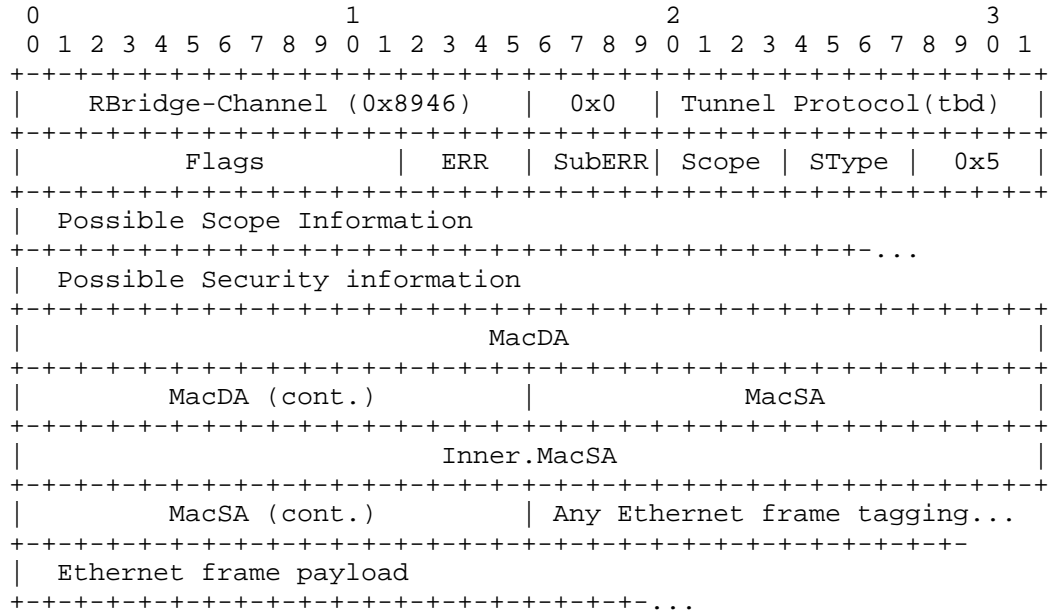 0                   1                   2                   3
 0 1 2 3 4 5 6 7 8 9 0 1 2 3 4 5 6 7 8 9 0 1 2 3 4 5 6 7 8 9 0 1
+-+-+-+-+-+-+-+-+-+-+-+-+-+-+-+-+-+-+-+-+-+-+-+-+-+-+-+-+-+-+-+-+
|    RBridge-Channel (0x8946)   |  0x0  | Tunnel Protocol(tbd)  |
+-+-+-+-+-+-+-+-+-+-+-+-+-+-+-+-+-+-+-+-+-+-+-+-+-+-+-+-+-+-+-+-+
|          Flags        |  ERR  | SubERR| Scope | SType |  0x5  |
+-+-+-+-+-+-+-+-+-+-+-+-+-+-+-+-+-+-+-+-+-+-+-+-+-+-+-+-+-+-+-+-+
|  Possible Scope Information
+-+-+-+-+-+-+-+-+-+-+-+-+-+-+-+-+-+-+-+-+-+-+-+-+-+-+-...
|  Possible Security information
+-+-+-+-+-+-+-+-+-+-+-+-+-+-+-+-+-+-+-+-+-+-+-+-+-+-+-+-+-+-+-+-+
|                             MacDA                             |
+-+-+-+-+-+-+-+-+-+-+-+-+-+-+-+-+-+-+-+-+-+-+-+-+-+-+-+-+-+-+-+-+
|         MacDA (cont.)         |             MacSA             |
+-+-+-+-+-+-+-+-+-+-+-+-+-+-+-+-+-+-+-+-+-+-+-+-+-+-+-+-+-+-+-+-+
|                          Inner.MacSA                          |
+-+-+-+-+-+-+-+-+-+-+-+-+-+-+-+-+-+-+-+-+-+-+-+-+-+-+-+-+-+-+-+-+
|         MacSA (cont.)         | Any Ethernet frame tagging...
+-+-+-+-+-+-+-+-+-+-+-+-+-+-+-+-+-+-+-+-+-+-+-+-+-+-+-+-+-+-
|  Ethernet frame payload
+-+-+-+-+-+-+-+-+-+-+-+-+-+-+-+-+-+-+-+-...